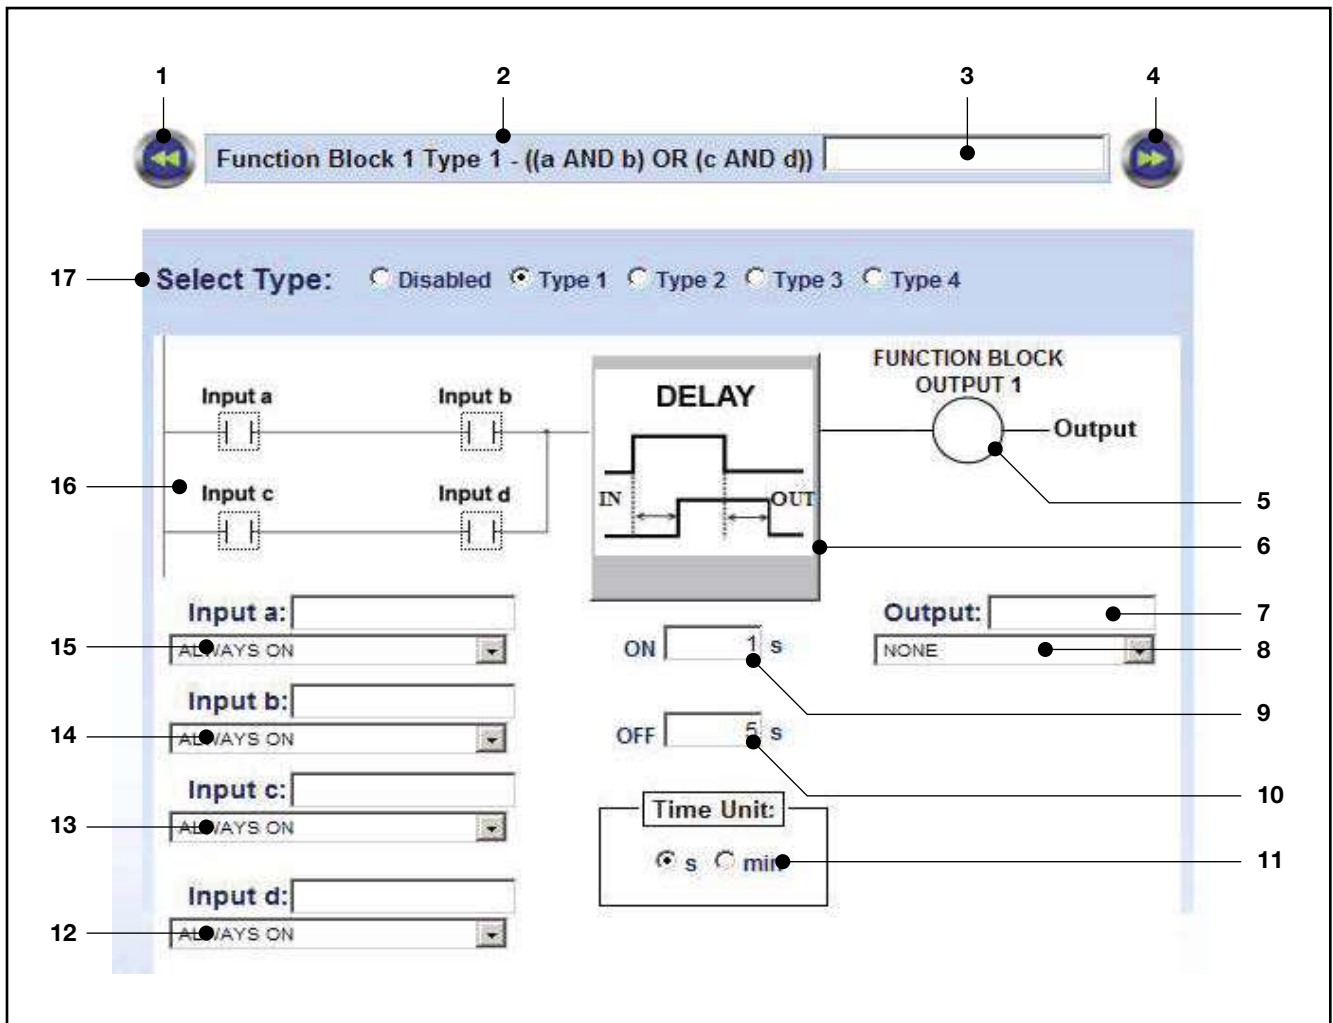 1 2 3 4
Function Block 1 Type 1 - ((a AND b) OR (c AND d))
17 Select Type: Disabled Type 1 Type 2 Type 3 Type 4
FUNCTION BLOCK
OUTPUT 1
Input a Input b DELAY
Output
16
Input c Input d IN OUT 5
6
Input a: Output: 7
15 ALWAYS ON ON 1 s NONE 8
Input b: 9
14 ALWAYS ON OFF 5 s
Input c: Time Unit: 10
13 ALWAYS ON
s min 11
Input d:
12 ALWAYS ON